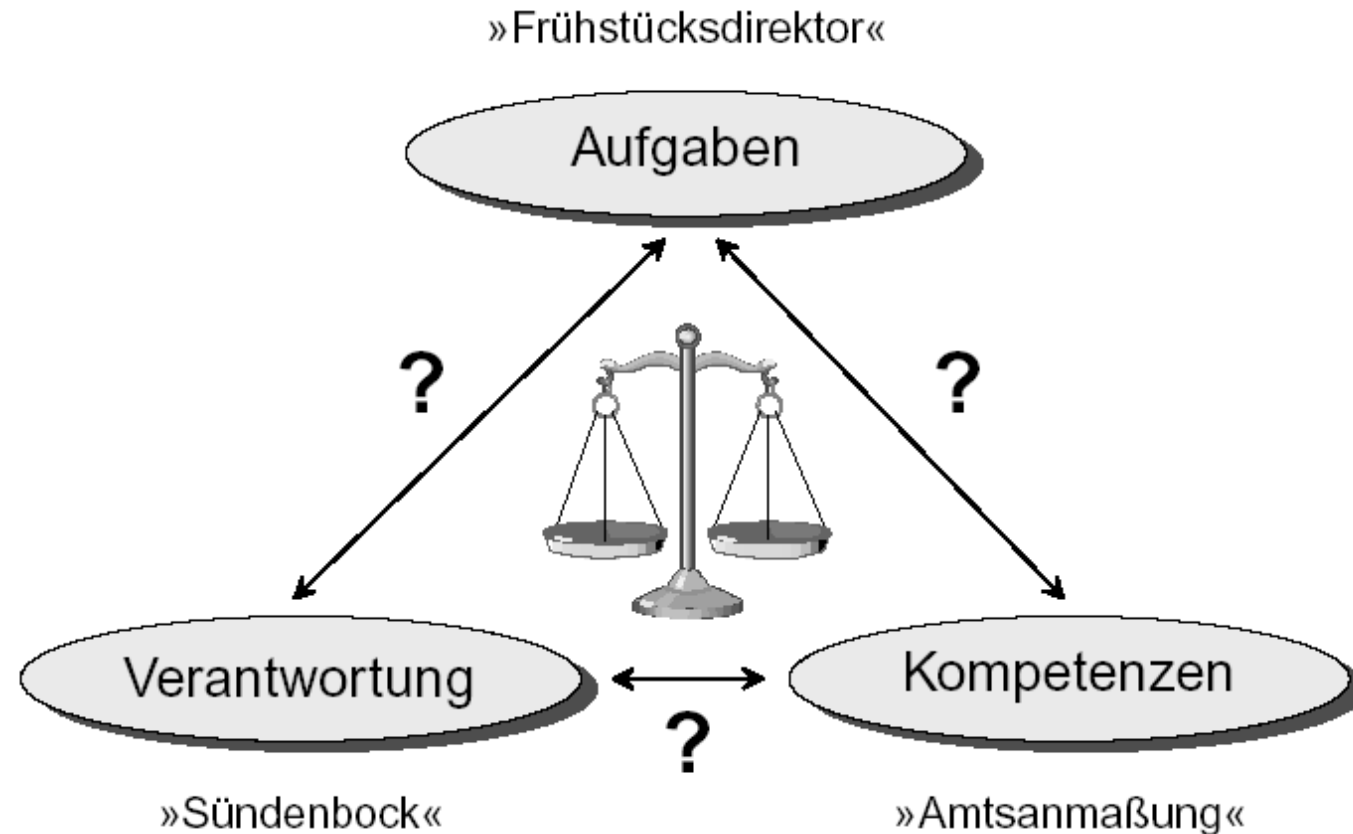 »Frühstücksdirektor«
Aufgaben
?
?
Verantwortung
Kompetenzen
?
»Sündenbock«
»Amtsanmaßung«